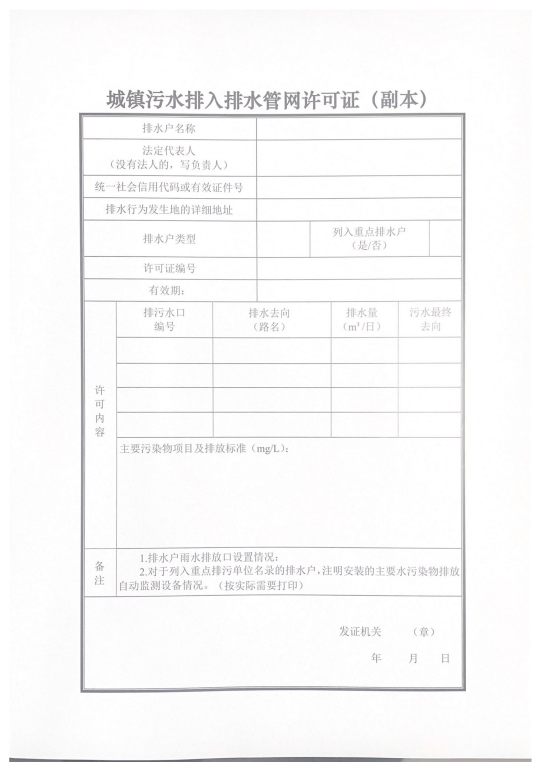 城镇污水排入排水管网许可证（副本）
排水户名称
法定代表人
（没有法人的，写负责人）
统一社会信用代码或有效证件号
排水行为发生地的详细地址
排水户类型
列入重点排水户
（是/否）
许可证编号
有效期：
许可内容
排污水口
编号
排水去向
（路名）
排水量
（m³/日）
污水最终
去向
主要污染物项目及排放标准（mg/L）：
备注
1.排水户雨水排放口设置情况；
2.对于列入重点排污单位名录的排水户，注明安装的主要水污染物排放
自动监测设备情况。（按实际需要打印）
发证机关 （章）
年 月 日